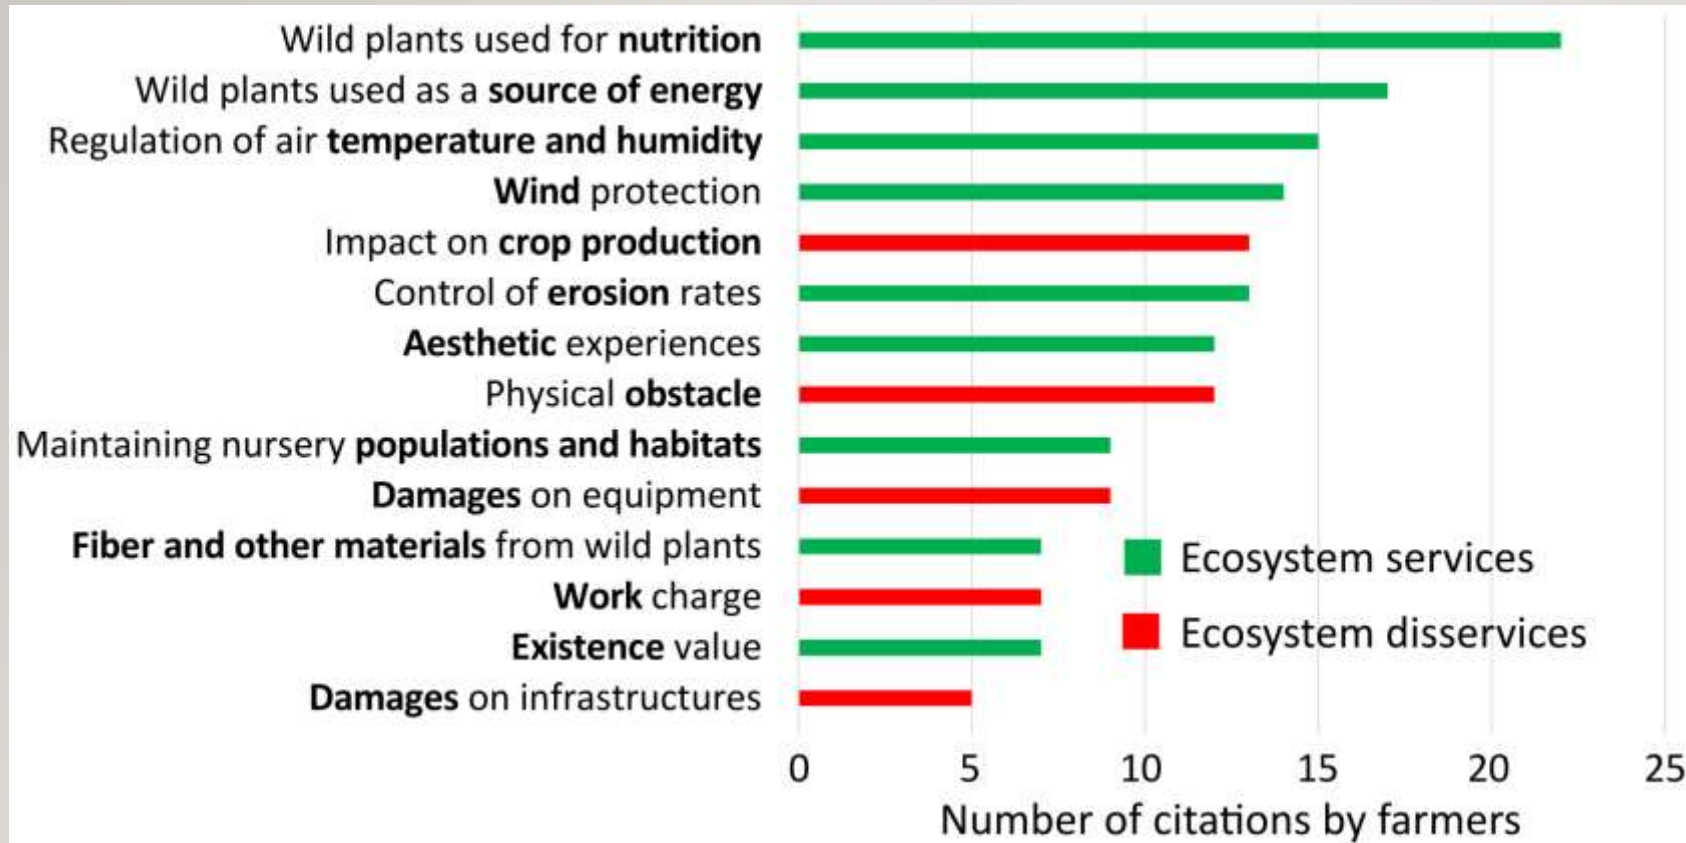 Wild plants used for nutrition
Wild plants used as a source of energy
Regulation of air temperature and humidity
Wind protection
Impact on crop production
Control of erosion rates
Aesthetic experiences
Physical obstacle
Maintaining nursery populations and habitats
Damages on equipment
Fiber and other materials from wild plants
Work charge
Existence value
Damages on infrastructures
Ecosystem services
Ecosystem disservices
0 5 10 15 20 25
Number of citations by farmers